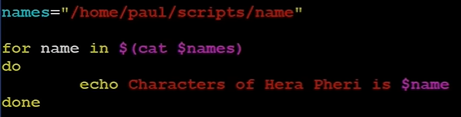 names="/home/paul/scripts/name"
for name in $(cat $names)
do
echo Characters of Hera Pheri is $name
done